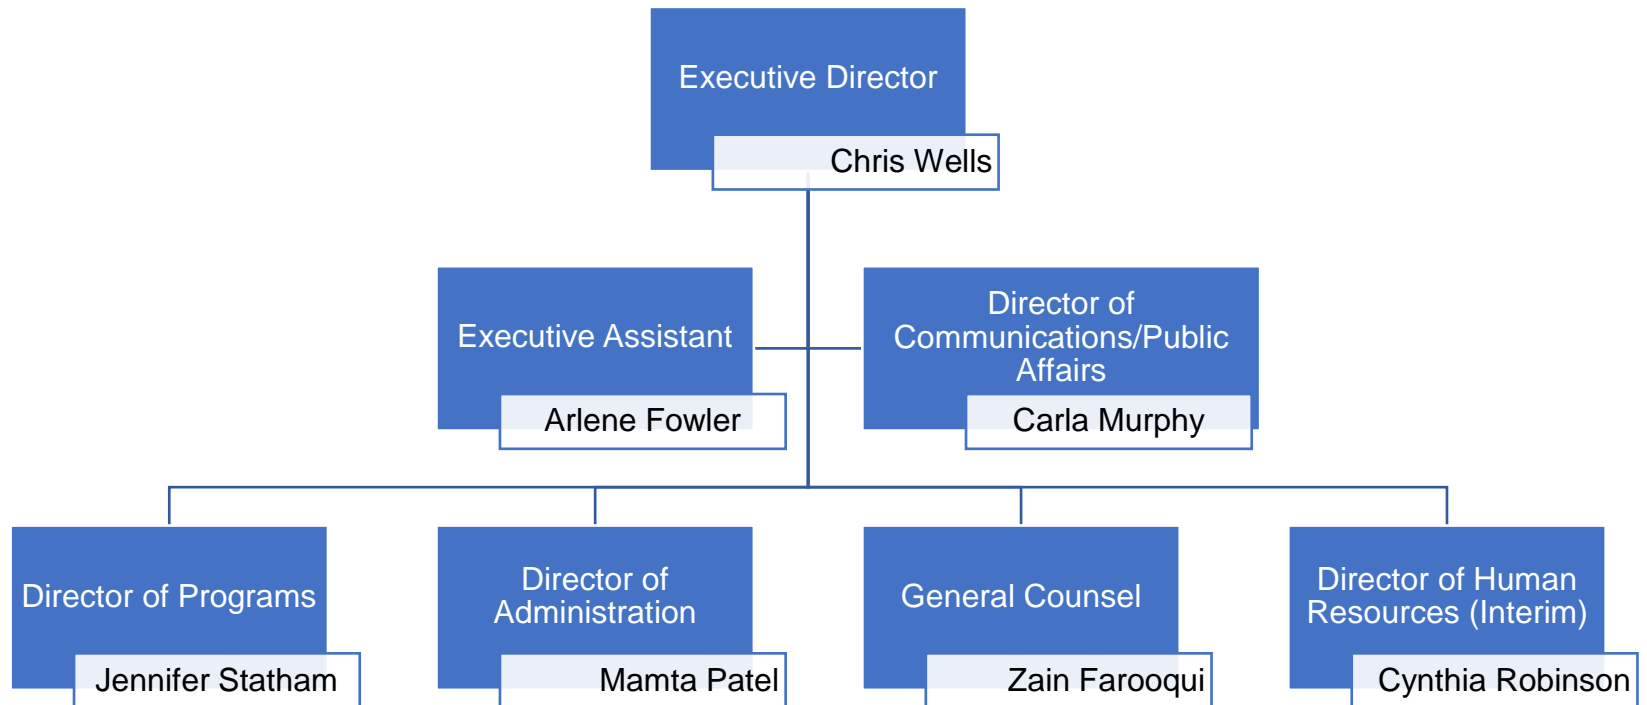 Executive Director
Chris Wells
Executive Assistant
Arlene Fowler
Director of
Communications/Public
Affairs
Carla Murphy
Director of Programs
Jennifer Statham
Director of
Administration
Mamta Patel
General Counsel
Zain Farooqui
Director of Human
Resources (Interim)
Cynthia Robinson